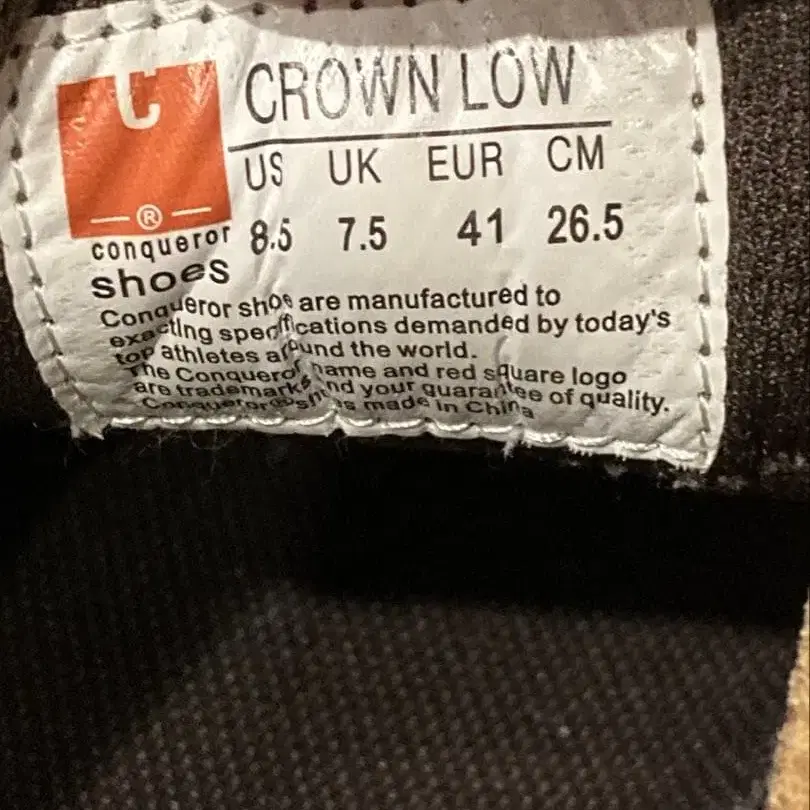 C
CROWN LOW
US UK EUR CM
8.5 7.5 41 26.5
— ® —
conqueror
shoes
Conqueror shoe are manufactured to
exacting specifications demanded by today's
top athletes around the world.
The Conqueror name and red square logo
are trademarks and your guarantee of quality.
Conqueror® shoes made in China